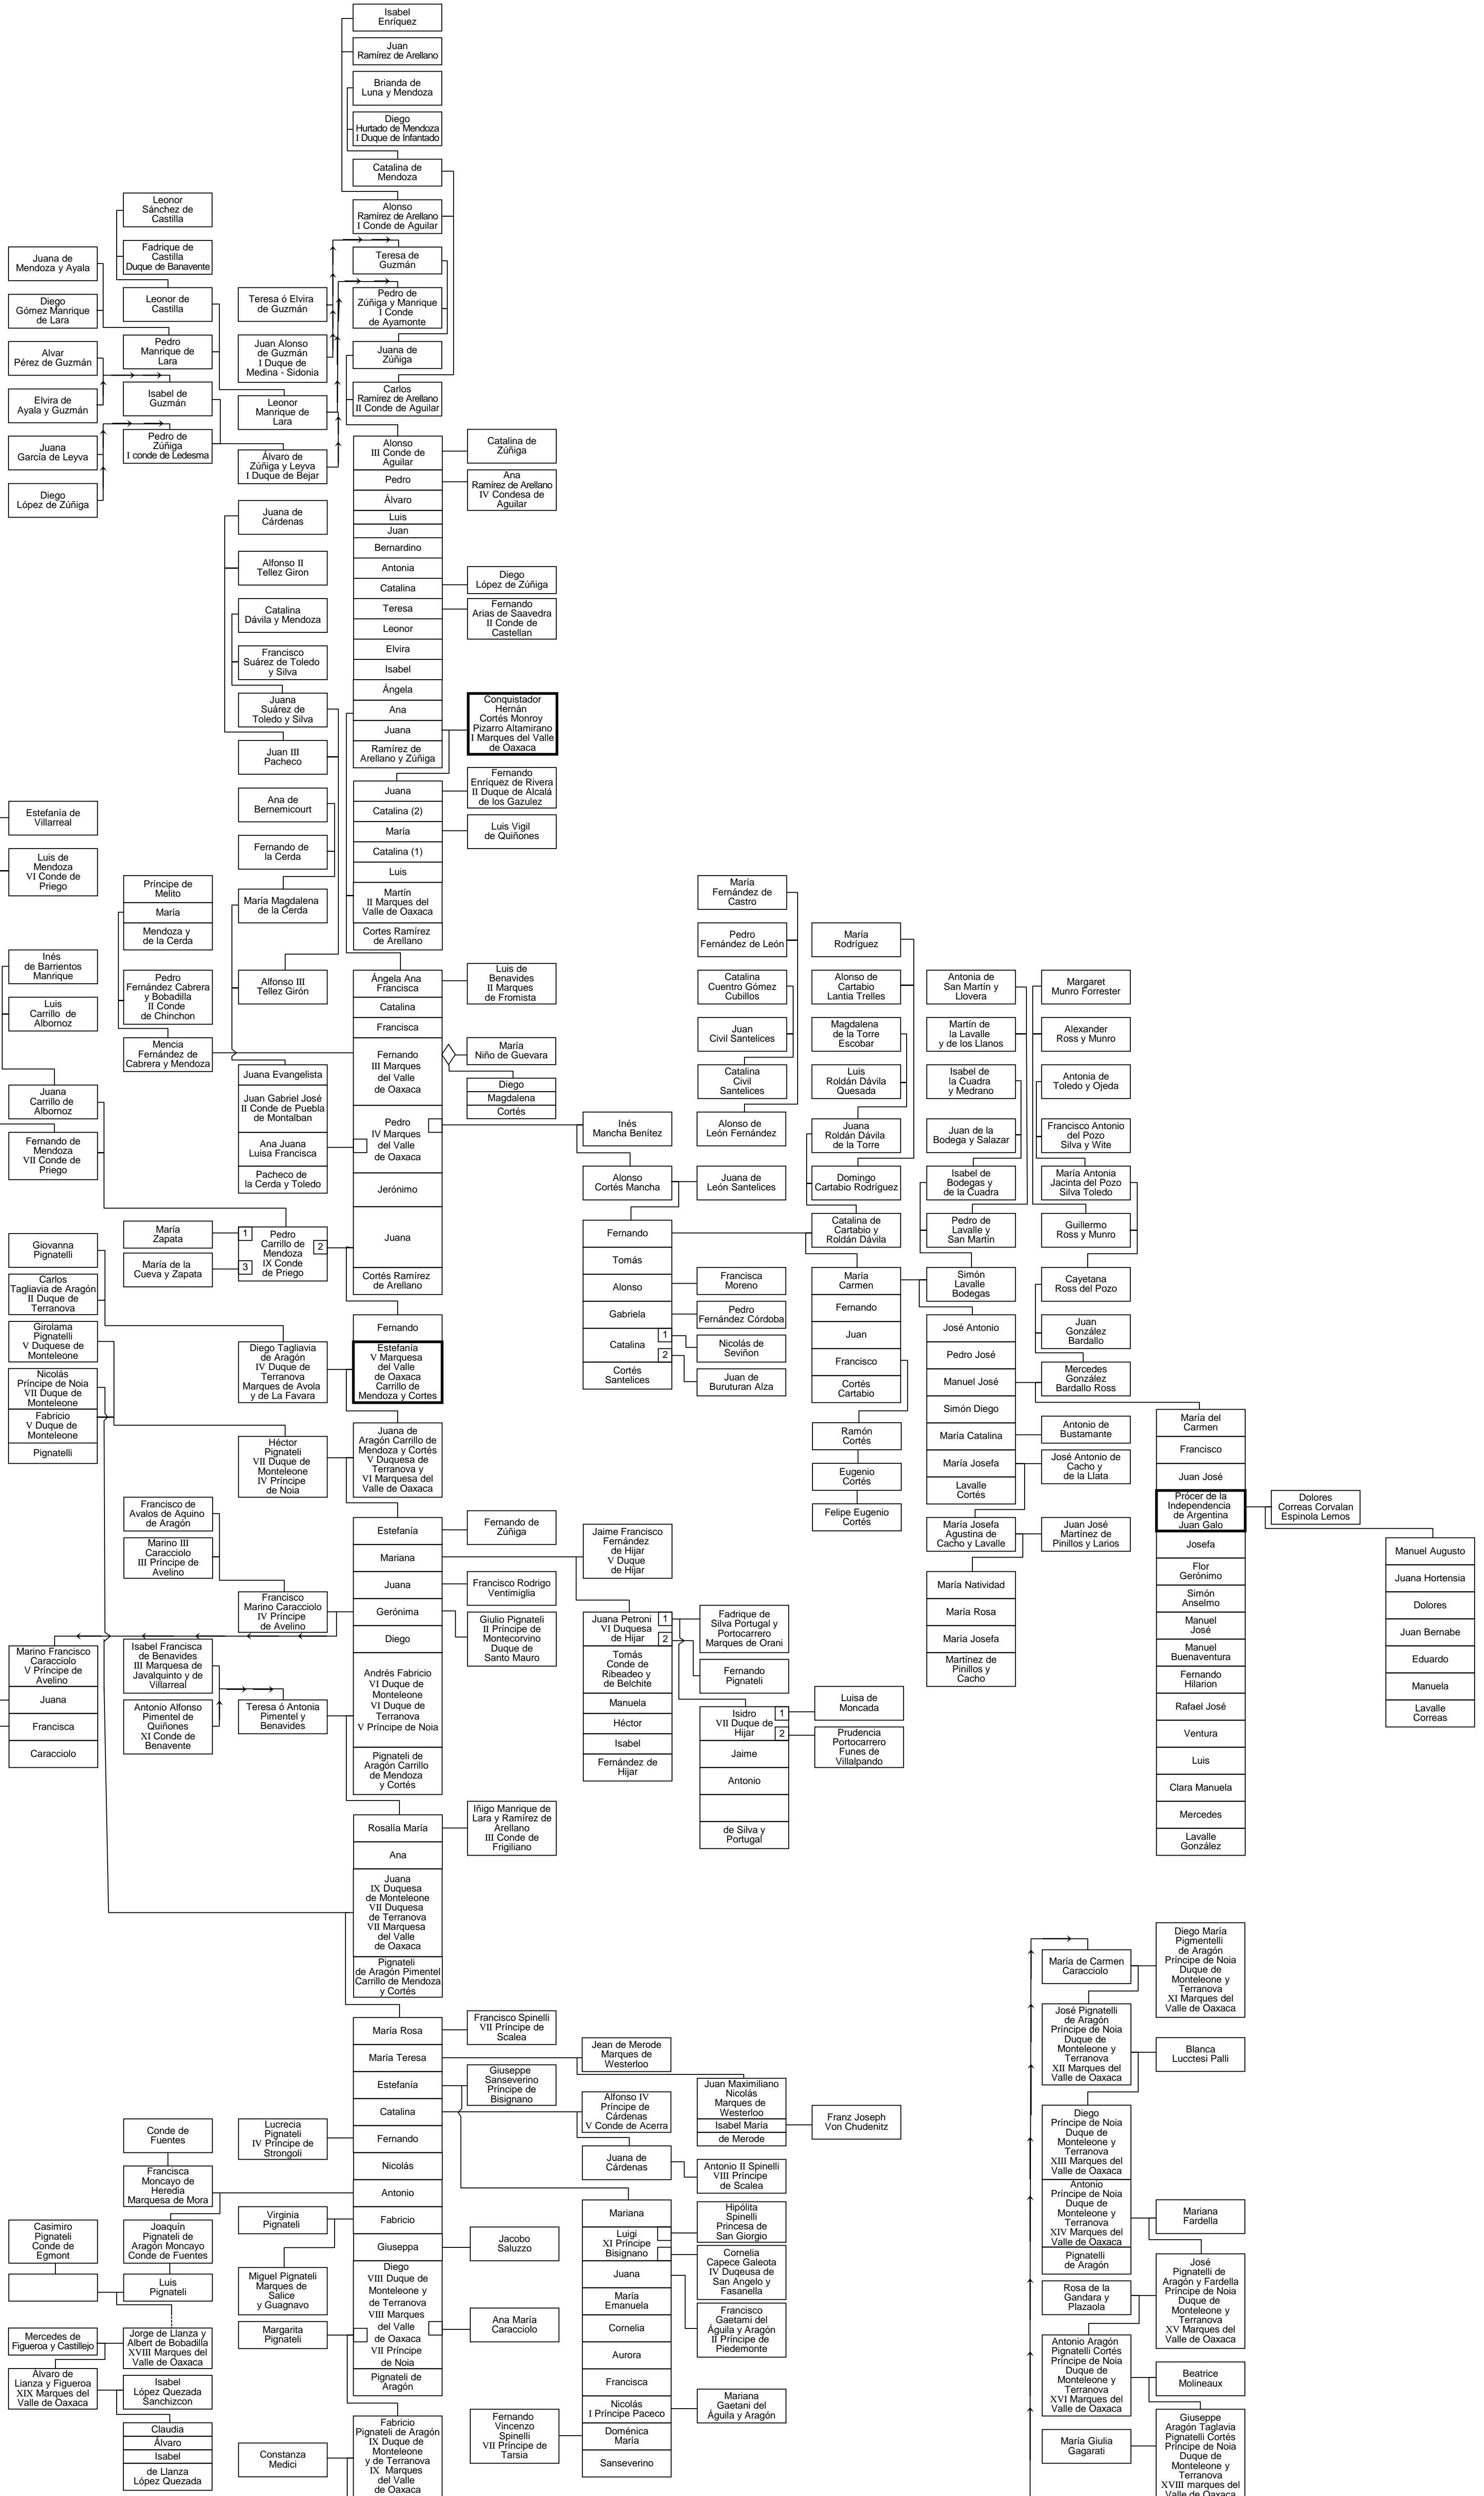 Isabel
Enríquez
Juan
Ramírez de Arellano
Brianda de
Luna y Mendoza
Diego
Hurtado de Mendoza
I Duque de Infantado
Catalina de
Mendoza
Alonso
Ramírez de Arellano
I Conde de Aguilar
Leonor
Sánchez de
Castilla
Fadrique de
Castilla
Duque de Banavente
Juana de
Mendoza y Ayala
Teresa de
Guzmán
Diego
Gómez Manrique
de Lara
Leonor de
Castilla
Teresa ó Elvira
de Guzmán
Pedro de
Zúñiga y Manrique
I Conde
de Ayamonte
Alvar
Pérez de Guzmán
Pedro
Manrique de
Lara
Juan Alonso
de Guzmán
I Duque de
Medina - Sidonia
Juana de
Zúñiga
Elvira de
Ayala y Guzmán
Isabel de
Guzmán
Leonor
Manrique de
Lara
Carlos
Ramírez de Arellano
II Conde de Aguilar
Juana
García de Leyva
Pedro de
Zúñiga
I conde de Ledesma
Álvaro de
Zúñiga y Leyva
I Duque de Bejar
Diego
López de Zúñiga
Alonso
III Conde de
Aguilar
Pedro
Álvaro
Luis
Juan
Bernardino
Antonia
Catalina
Teresa
Leonor
Elvira
Isabel
Ángela
Ana
Juana
Ramírez de
Arellano y Zúñiga
Catalina de
Zúñiga
Ana
Ramírez de Arellano
IV Condesa de
Aguilar
Diego
López de Zúñiga
Fernando
Arias de Saavedra
II Conde de
Castellan
Conquistador
Hernán
Cortés Monroy
Pizarro Altamirano
I Marques del Valle
de Oaxaca
Juana de
Cárdenas
Alfonso II
Tellez Giron
Catalina
Dávila y Mendoza
Francisco
Suárez de Toledo
y Silva
Juana
Suárez de
Toledo y Silva
Juan III
Pacheco
Ana de
Bernemicourt
Fernando de
la Cerda
María Magdalena
de la Cerda
Alfonso III
Tellez Girón
Juana
Catalina (2)
María
Catalina (1)
Luis
Martín
II Marques del
Valle de Oaxaca
Cortes Ramírez
de Arellano
Fernando
Enríquez de Rivera
II Duque de Alcalá
de los Gazulez
Luis Vigil
de Quiñones
Estefanía de
Villarreal
Luis de
Mendoza
VI Conde de
Priego
Príncipe de
Melito
María
Mendoza y
de la Cerda
Inés
de Barrientos
Manrique
Luis
Carrillo de
Albornoz
Pedro
Fernández Cabrera
y Bobadilla
II Conde
de Chinchon
Mencia
Fernández de
Cabrera y Mendoza
Juana
Carrillo de
Albornoz
Fernando de
Mendoza
VII Conde de
Priego
Juana Evangelista
Juan Gabriel José
II Conde de Puebla
de Montalban
Ana Juana
Luisa Francisca
Pacheco de
la Cerda y Toledo
Ángela Ana
Francisca
Catalina
Francisca
Fernando
III Marques
del Valle
de Oaxaca
Pedro
IV Marques
del Valle
de Oaxaca
Jerónimo
Juana
Cortés Ramírez
de Arellano
Luis de
Benavides
II Marques
de Fromista
María
Niño de Guevara
Diego
Magdalena
Cortés
Inés
Mancha Benítez
Alonso
Cortés Mancha
María
Fernández de
Castro
Pedro
Fernández de León
Catalina
Cuentro Gómez
Cubillos
Juan
Civil Santelices
Catalina
Civil
Santelices
Alonso de
León Fernández
Juana de
León Santelices
María
Rodríguez
Alonso de
Cartabio
Lantia Trelles
Magdalena
de la Torre
Escobar
Luis
Roldán Dávila
Quesada
Juana
Roldán Dávila
de la Torre
Domingo
Cartabio Rodríguez
Catalina de
Cartabio y
Roldán Dávila
Antonia de
San Martín y
Llovera
Martín de
la Lavalle
y de los Llanos
Isabel de
la Cuadra
y Medrano
Juan de la
Bodega y Salazar
Isabel de
Bodegas y
de la Cuadra
Pedro de
Lavalle y
San Martín
Simón
Lavalle
Bodegas
Margaret
Munro Forrester
Alexander
Ross y Munro
Antonia de
Toledo y Ojeda
Francisco Antonio
del Pozo
Silva y Wite
María Antonia
Jacinta del Pozo
Silva Toledo
Guillermo
Ross y Munro
Cayetana
Ross del Pozo
Juan
González
Bardallo
Mercedes
González
Bardallo Ross
María
Zapata
María de la
Cueva y Zapata
1
3
Pedro
Carrillo de
Mendoza
IX Conde
de Priego
2
Fernando
Estefanía
V Marquesa
del Valle
de Oaxaca
Carrillo de
Mendoza y Cortes
Giovanna
Pignatelli
Carlos
Tagliavia de Aragón
II Duque de
Terranova
Girolama
Pignatelli
V Duquese de
Monteleone
Nicolás
Príncipe de Noia
VII Duque de
Monteleone
Fabricio
V Duque de
Monteleone
Pignatelli
Diego Tagliavia
de Aragón
IV Duque de
Terranova
Marques de Avola
y de La Favara
Héctor
Pignateli
VII Duque de
Monteleone
IV Príncipe
de Noia
Juana de
Aragón Carrillo de
Mendoza y Cortés
V Duquesa de
Terranova y
VI Marquesa del
Valle de Oaxaca
Fernando
Tomás
Alonso
Gabriela
Catalina
1
2
Cortés
Santelices
Francisca
Moreno
Pedro
Fernández Córdoba
Nicolás de
Seviñon
Juan de
Buruturan Alza
María
Carmen
Fernando
Juan
Francisco
Cortés
Cartabio
Ramón
Cortés
Eugenio
Cortés
Felipe Eugenio
Cortés
José Antonio
Pedro José
Manuel José
Simón Diego
María Catalina
María Josefa
Lavalle
Cortés
Antonio de
Bustamante
José Antonio de
Cacho y
de la Llata
María Josefa
Agustina de
Cacho y Lavalle
Juan José
Martínez de
Pinillos y Larios
María Natividad
María Rosa
María Josefa
Martínez de
Pinillos y
Cacho
María del
Carmen
Francisco
Juan José
Prócer de la
Independencia
de Argentina
Juan Galo
Josefa
Flor
Gerónimo
Simón
Anselmo
Manuel
José
Manuel
Buenaventura
Fernando
Hilarion
Rafael José
Ventura
Luis
Clara Manuela
Mercedes
Lavalle
González
Dolores
Correas Corvalan
Espinola Lemos
Manuel Augusto
Juana Hortensia
Dolores
Juan Bernabe
Eduardo
Manuela
Lavalle
Correas
Francisco de
Avalos de Aquino
de Aragón
Marino III
Caracciolo
III Príncipe de
Avelino
Francisco
Marino Caracciolo
IV Príncipe
de Avelino
Marino Francisco
Caracciolo
V Príncipe de
Avelino
Juana
Francisca
Caracciolo
Isabel Francisca
de Benavides
III Marquesa de
Javalquinto y de
Villarreal
Antonio Alfonso
Pimentel de
Quiñones
XI Conde de
Benavente
Teresa ó Antonia
Pimentel y
Benavides
Estefanía
Mariana
Juana
Gerónima
Diego
Andrés Fabricio
VI Duque de
Monteleone
VI Duque de
Terranova
V Príncipe de Noia
Pignateli de
Aragón Carrillo
de Mendoza
y Cortés
Fernando de
Zúñiga
Francisco Rodrigo
Ventimiglia
Giulio Pignateli
II Príncipe de
Montecorvino
Duque de
Santo Mauro
Jaime Francisco
Fernández
de Hijar
V Duque
de Híjar
Juana Petroni
VI Duquesa
de Hijar
1
2
Tomás
Conde de
Ribeadeo y
de Belchite
Manuela
Héctor
Isabel
Fernández de
Hijar
Fadrique de
Silva Portugal y
Portocarrero
Marques de Orani
Fernando
Pignateli
Isidro
VII Duque de
Hijar
1
2
Jaime
Antonio
de Silva y
Portugal
Luisa de
Moncada
Prudencia
Portocarrero
Funes de
Villalpando
Rosalía María
Ana
Juana
IX Duquesa
de Monteleone
VII Duquesa
de Terranova
VII Marquesa
del Valle
de Oaxaca
Pignateli
de Aragón Pimentel
Carrillo de Mendoza
y Cortés
Iñigo Manrique de
Lara y Ramírez de
Arellano
III Conde de
Frigiliano
María Rosa
María Teresa
Estefanía
Catalina
Fernando
Nicolás
Antonio
Fabricio
Giuseppa
Diego
VIII Duque de
Monteleone y
de Terranova
VIII Marques
del Valle
de Oaxaca
VII Príncipe
de Noia
Pignateli de
Aragón
Francisco Spinelli
VII Príncipe de
Scalea
Giuseppe
Sanseverino
Príncipe de
Bisignano
Jean de Merode
Marques de
Westerloo
Alfonso IV
Príncipe de
Cárdenas
V Conde de Acerra
Juan Maximiliano
Nicolás
Marques de
Westerloo
Isabel María
de Merode
Franz Joseph
Von Chudenitz
Juana de
Cárdenas
Antonio II Spinelli
VIII Príncipe
de Scalea
Conde de
Fuentes
Lucrecia
Pignateli
IV Príncipe de
Strongoli
Francisca
Moncayo de
Heredia
Marquesa de Mora
Virginia
Pignateli
Casimiro
Pignateli
Conde de
Egmont
Joaquín
Pignateli de
Aragón Moncayo
Conde de Fuentes
Luis
Pignateli
Miguel Pignateli
Marques de
Salice
y Guagnavo
Margarita
Pignateli
Jacobo
Saluzzo
Ana María
Caracciolo
Mercedes de
Figueroa y Castillejo
Jorge de Llanza y
Albert de Bobadilla
XVIII Marques del
Valle de Oaxaca
Álvaro de
Lianza y Figueroa
XIX Marques del
Valle de Oaxaca
Isabel
López Quezada
Sanchizcon
Claudia
Álvaro
Isabel
de Llanza
López Quezada
Constanza
Medici
Fabricio
Pignateli de Aragón
IX Duque de
Monteleone
y de Terranova
IX Marques
del Valle
de Oaxaca
Mariana
Luigi
XI Príncipe
Bisignano
Juana
María
Emanuela
Cornelia
Aurora
Francisca
Nicolás
I Príncipe Paceco
Doménica
María
Sanseverino
Hipólita
Spinelli
Princesa de
San Giorgio
Cornelia
Capece Galeota
IV Duqeusa de
San Angelo y
Fasanella
Francisco
Gaetami del
Águila y Aragón
II Príncipe de
Piedemonte
Mariana
Gaetani del
Águila y Aragón
Fernando
Vincenzo
Spinelli
VII Príncipe de
Tarsia
María de Carmen
Caracciolo
Diego María
Pigmentelli
de Aragón
Príncipe de Noia
Duque de
Monteleone y
Terranova
XI Marques del
Valle de Oaxaca
José Pignatelli
de Aragón
Príncipe de Noia
Duque de
Monteleone y
Terranova
XII Marques del
Valle de Oaxaca
Blanca
Lucctesi Palli
Diego
Príncipe de Noia
Duque de
Monteleone y
Terranova
XIII Marques del
Valle de Oaxaca
Antonio
Príncipe de Noia
Duque de
Monteleone y
Terranova
XIV Marques del
Valle de Oaxaca
Pignatelli
de Aragón
Mariana
Fardella
José
Pignatelli de
Aragón y Fardella
Príncipe de Noia
Duque de
Monteleone y
Terranova
XV Marques del
Valle de Oaxaca
Rosa de la
Gandara y
Plazaola
Antonio Aragón
Pignatelli Cortés
Príncipe de Noia
Duque de
Monteleone y
Terranova
XVI Marques del
Valle de Oaxaca
Beatrice
Molineaux
María Giulia
Gagarati
Giuseppe
Aragón Taglavia
Pignatelli Cortés
Príncipe de Noia
Duque de
Monteleone y
Terranova
XVIII marques del
Valle de Oaxaca